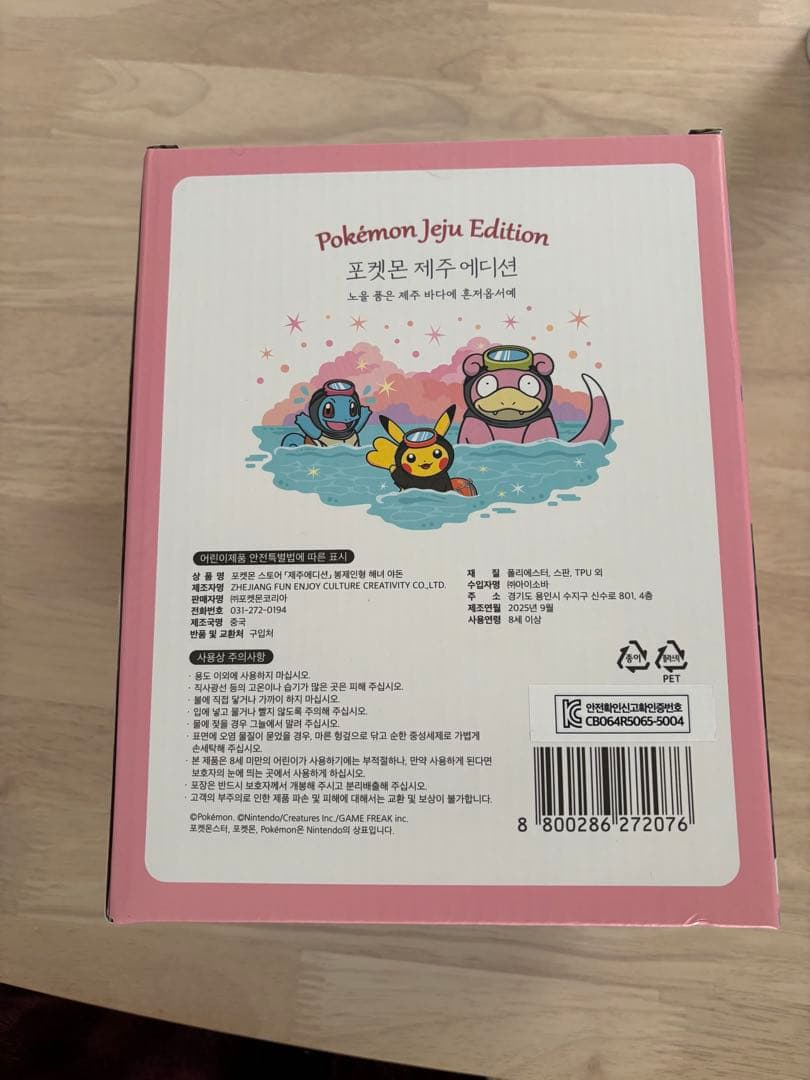 Pokémon Jeju Edition
포켓몬 제주 에디션
노을 품은 제주 바다에 혼저옵서예
어린이제품 안전특별법에 따른 표시
상 품 명 포켓몬 스토어 「제주에디션」 봉제인형 해녀 야돈
제조자명 ZHEJIANG FUN ENJOY CULTURE CREATIVITY CO.,LTD.
판매자명 ㈜포켓몬코리아
전화번호 031-272-0194
제조국명 중국
반품 및 교환처 구입처
재 질 폴리에스터, 스판, TPU 외
수입자명 ㈜아이소바
주 소 경기도 용인시 수지구 신수로 801, 4층
제조연월 2025년 9월
사용연령 8세 이상
사용상 주의사항
· 용도 이외에 사용하지 마십시오.
· 직사광선 등의 고온이나 습기가 많은 곳은 피해 주십시오.
· 불에 직접 닿거나 가까이 하지 마십시오.
· 입에 넣고 물거나 빨지 않도록 주의해 주십시오.
· 물에 젖을 경우 그늘에서 말려 주십시오.
· 표면에 오염 물질이 묻었을 경우, 마른 헝겊으로 닦고 순한 중성세제로 가볍게
손세탁해 주십시오.
· 본 제품은 8세 미만의 어린이가 사용하기에는 부적절하나, 만약 사용하게 된다면
보호자의 눈에 띄는 곳에서 사용하게 하십시오.
· 포장은 반드시 보호자께서 개봉해 주시고 분리배출해 주십시오.
· 고객의 부주의로 인한 제품 파손 및 피해에 대해서는 교환 및 보상이 불가합니다.
©Pokémon. ©Nintendo/Creatures Inc./GAME FREAK inc.
포켓몬스터, 포켓몬, Pokémon은 Nintendo의 상표입니다.
종이
플라스틱
PET
안전확인신고확인증번호
CB064R5065-5004
8 800286 272076